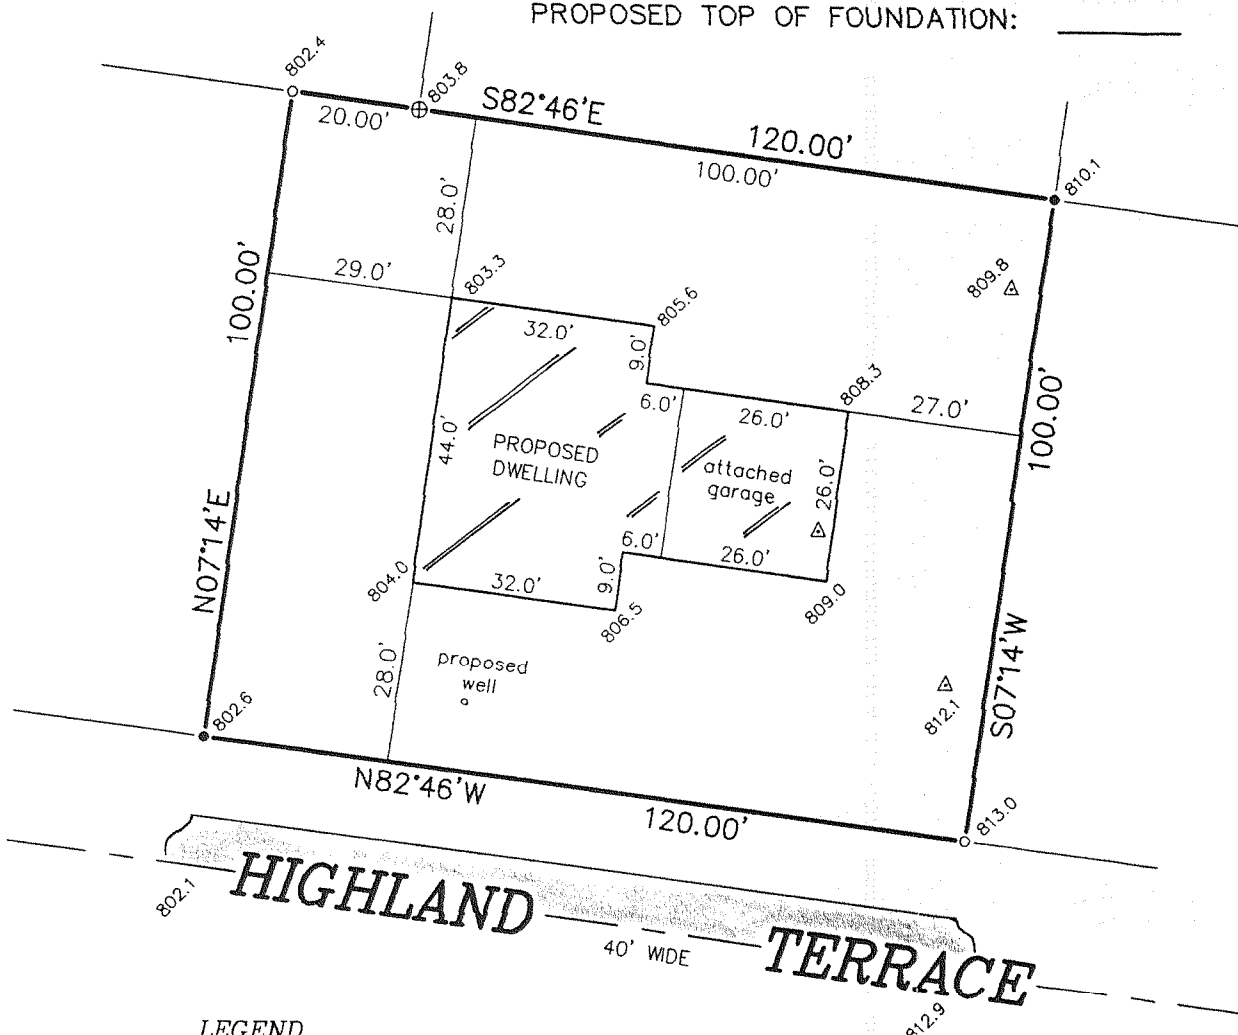 PROPOSED TOP OF FOUNDATION:
802.4
803.8
S82°46'E
20.00'
120.00'
100.00'
810.1
28.0'
809.8
29.0'
803.3
805.6
100.00'
32.0'
9.0'
808.3
6.0'
26.0'
27.0'
100.00'
44.0'
PROPOSED
DWELLING
attached
garage
26.0'
N07°14'E
6.0'
26.0'
804.0
32.0'
9.0'
806.5
809.0
28.0'
proposed
well
S07°14'W
812.1
802.6
N82°46'W
120.00'
813.0
802.1
HIGHLAND
TERRACE
40' WIDE
812.9
LEGEND